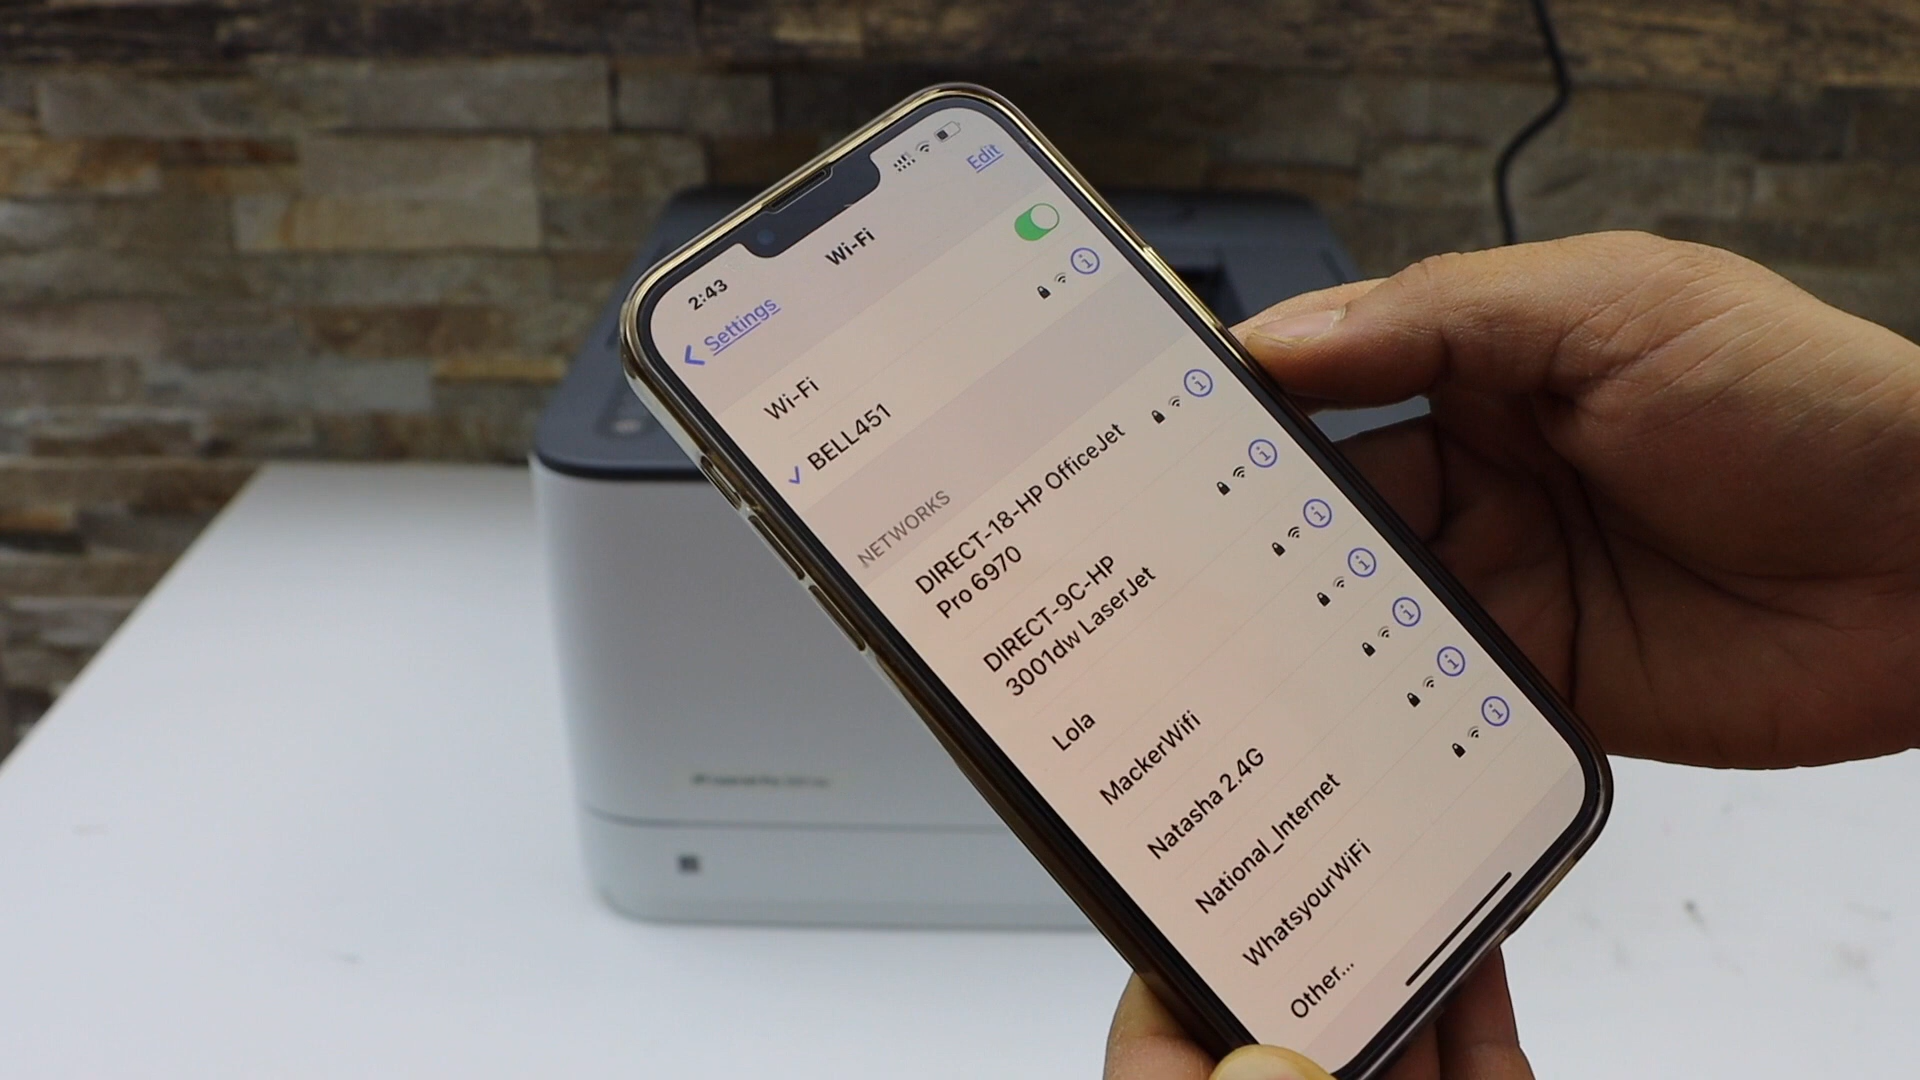 2:43
Edit
Settings
Wi-Fi
Wi-Fi
BELL451
NETWORKS
DIRECT-18-HP OfficeJet
Pro 6970
DIRECT-9C-HP
3001dw LaserJet
Lola
MackerWifi
Natasha 2.4G
National_Internet
WhatsyourWiFi
Other...